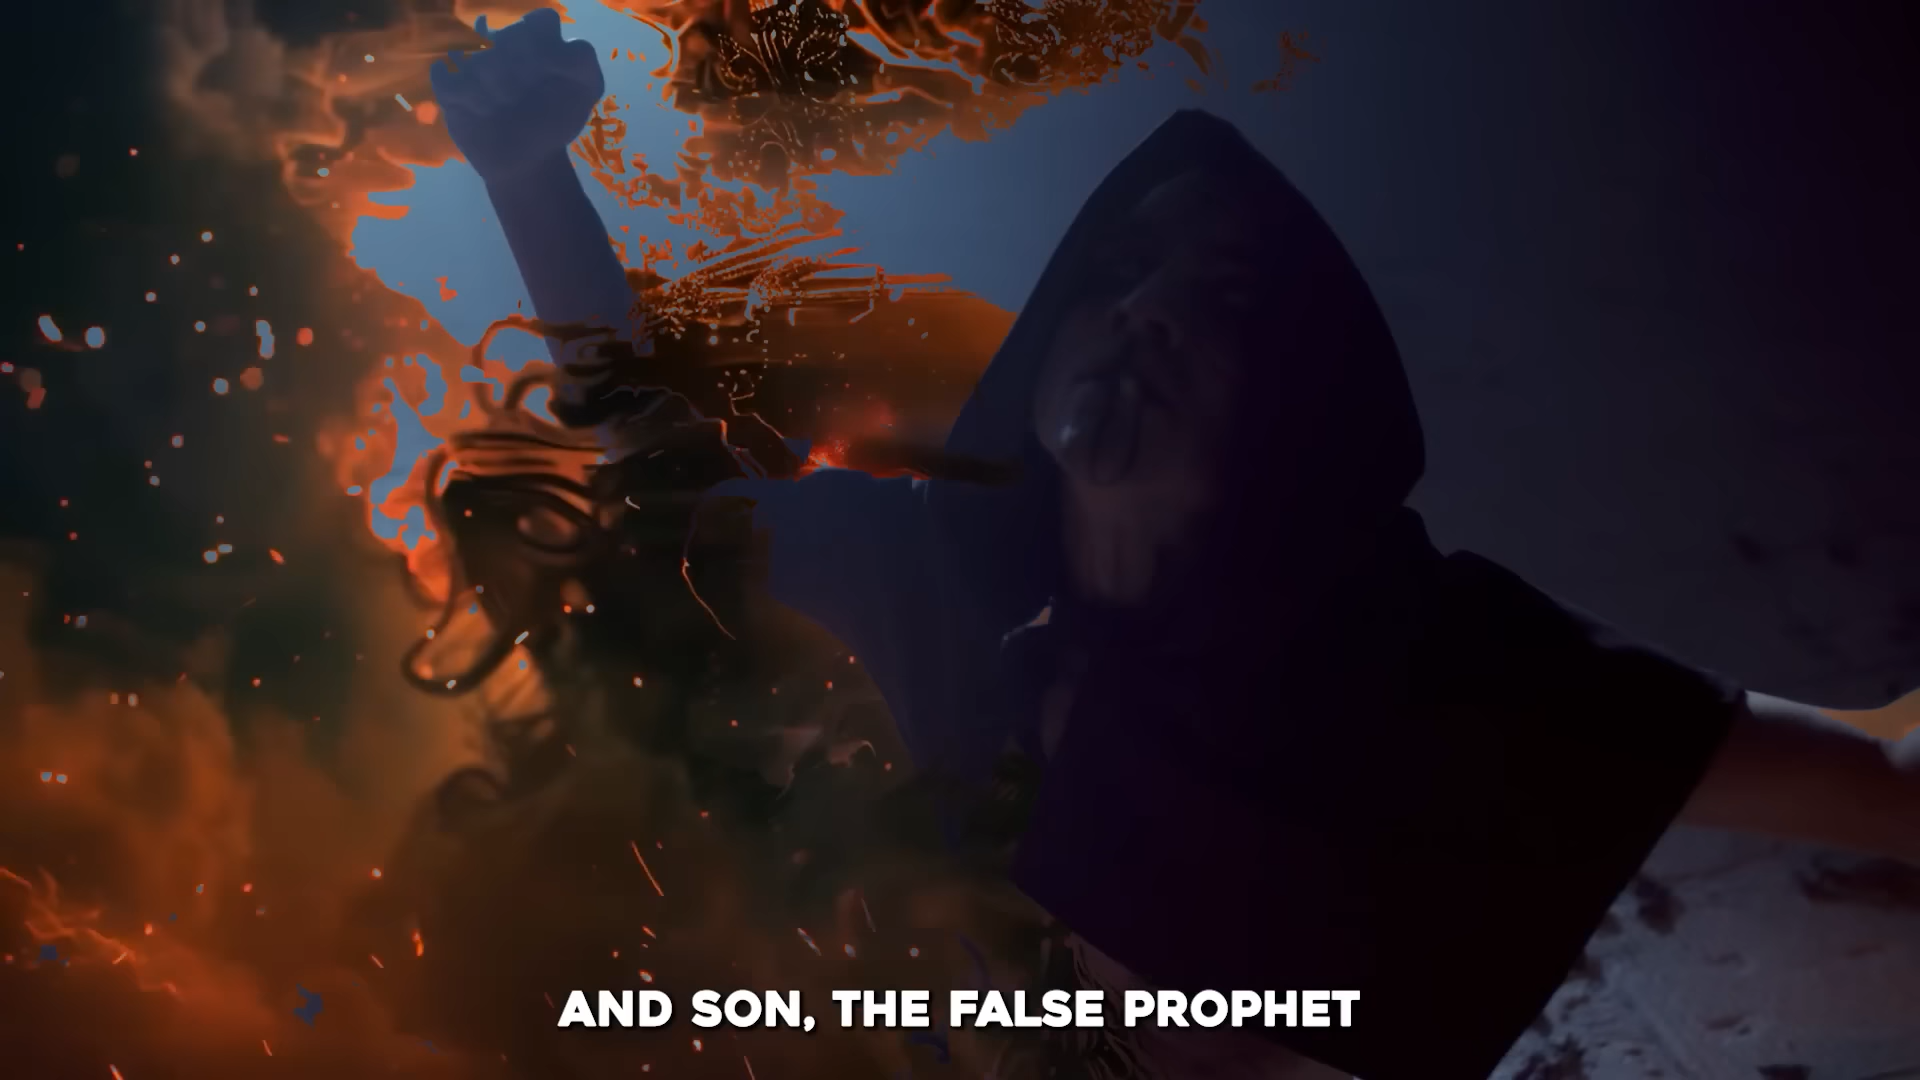 AND SON, THE FALSE PROPHET